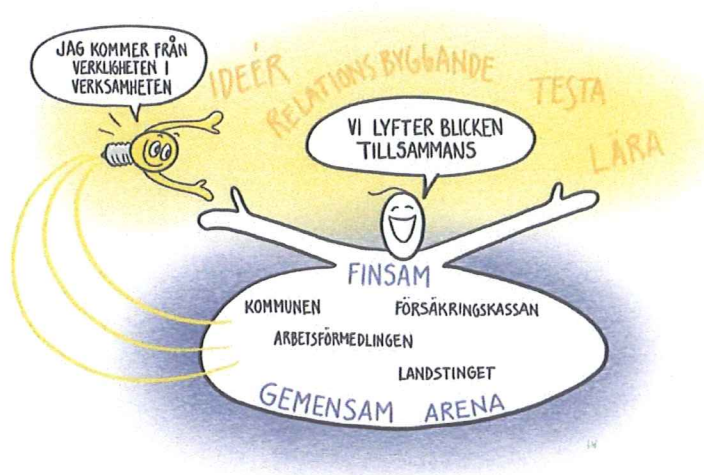 JAG KOMMER FRÅN
VERKLIGHETEN I
VERKSAMHETEN
IDEÉR
RELATIONSBYGGANDE
TESTA
LÄRA
VI LYFTER BLICKEN
TILLSAMMANS
FINSAM
KOMMUNEN
FÖRSÄKRINGSKASSAN
ARBETSFÖRMEDLINGEN
LANDSTINGET
GEMENSAM ARENA